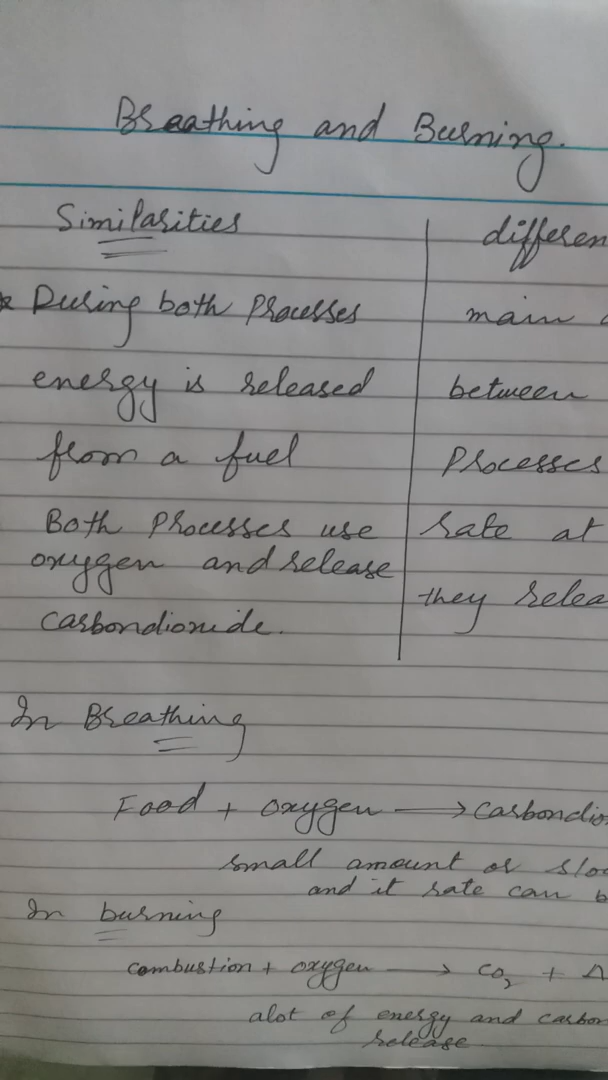 Breathing and Burning.
Similarities
During both Processes
energy is released
from a fuel
Both Processes use
oxygen and release
carbondioxide.
differen
main
between
Processes
rate at
they relea
In Breathing
Food + oxygen → carbondio
small amount or slo
and it rate can b
In burning
combustion + oxygen → CO2 + Δ
alot of energy and carbon
release